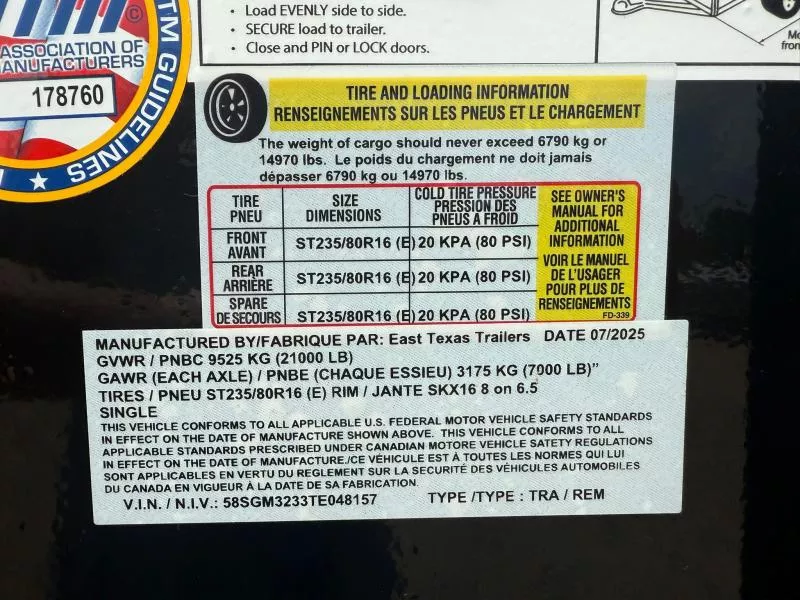 • Load EVENLY side to side.
• SECURE load to trailer.
• Close and PIN or LOCK doors.
ASSOCIATION OF
MANUFACTURERS
178760
TM GUIDELINES
TIRE AND LOADING INFORMATION
RENSEIGNEMENTS SUR LES PNEUS ET LE CHARGEMENT
The weight of cargo should never exceed 6790 kg or
14970 lbs. Le poids du chargement ne doit jamais
dépasser 6790 kg ou 14970 lbs.
TIRE PNEU SIZE DIMENSIONS COLD TIRE PRESSURE PRESSION DES PNEUS A FROID
FRONT AVANT ST235/80R16 (E) 20 KPA (80 PSI)
REAR ARRIÈRE ST235/80R16 (E) 20 KPA (80 PSI)
SPARE DE SECOURS ST235/80R16 (E) 20 KPA (80 PSI)
SEE OWNER'S
MANUAL FOR
ADDITIONAL
INFORMATION
VOIR LE MANUEL
DE L'USAGER
POUR PLUS DE
RENSEIGNEMENTS
FD-339
MANUFACTURED BY/FABRIQUE PAR: East Texas Trailers DATE 07/2025
GVWR / PNBC 9525 KG (21000 LB)
GAWR (EACH AXLE) / PNBE (CHAQUE ESSIEU) 3175 KG (7000 LB)"
TIRES / PNEU ST235/80R16 (E) RIM / JANTE SKX16 8 on 6.5
SINGLE
THIS VEHICLE CONFORMS TO ALL APPLICABLE U.S. FEDERAL MOTOR VEHICLE SAFETY STANDARDS
IN EFFECT ON THE DATE OF MANUFACTURE SHOWN ABOVE. THIS VEHICLE CONFORMS TO ALL
APPLICABLE STANDARDS PRESCRIBED UNDER CANADIAN MOTORE VEHICLE SATETY REGULATIONS
IN EFFECT ON THE DATE OF MANUFACTURE./CE VÉHICULE EST À TOUTES LES NORMES QUI LUI
SONT APPLICABLES EN VERTU DU REGLEMENT SUR LA SECURITÉ DES VÉHICULES AUTOMOBILES
DU CANADA EN VIGUEUR À LA DATE DE SA FABRICATION.
V.I.N. / N.I.V.: 58SGM3233TE048157 TYPE /TYPE : TRA / REM